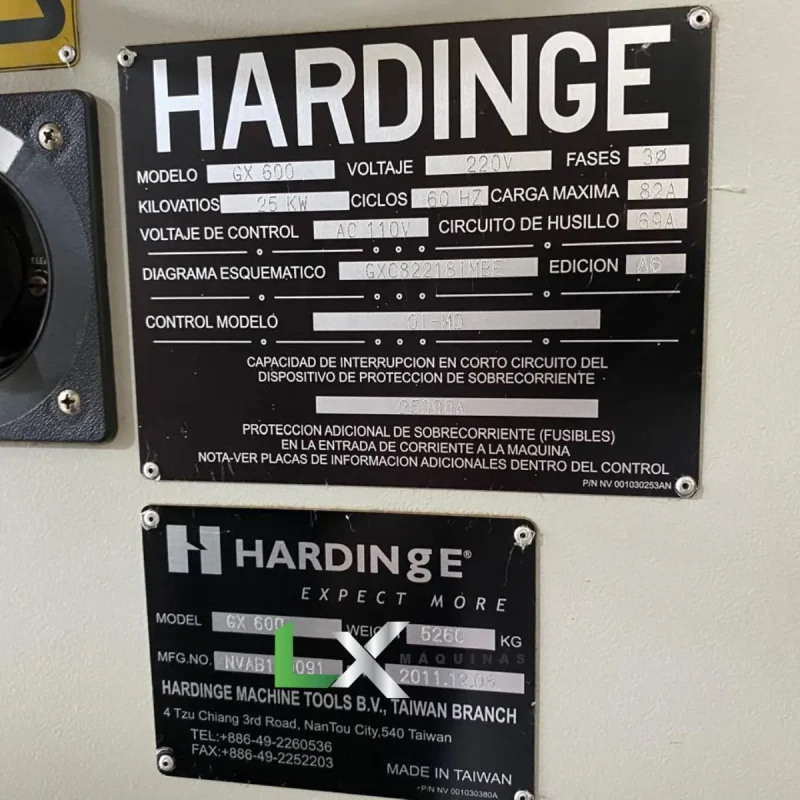 HARDINGE
MODELO GX 600 VOLTAJE 220V FASES 3Ø
KILOVATIOS 25 KW CICLOS 60 HZ CARGA MAXIMA 82A
VOLTAJE DE CONTROL AC 110V CIRCUITO DE HUSILLO 69A
DIAGRAMA ESQUEMATICO EDICION A6
CONTROL MODELO OI-MD
CAPACIDAD DE INTERRUPCION EN CORTO CIRCUITO DEL
DISPOSITIVO DE PROTECCION DE SOBRECORRIENTE
PROTECCION ADICIONAL DE SOBRECORRIENTE (FUSIBLES)
EN LA ENTRADA DE CORRIENTE A LA MAQUINA
NOTA-VER PLACAS DE INFORMACION ADICIONALES DENTRO DEL CONTROL
P/N NV 001030253AN
H HARDINgE®
EXPECT MORE
MODEL GX 600 WEIGHT KG
LX
MÁQUINAS
MFG.NO. 2011.12.06
HARDINGE MACHINE TOOLS B.V., TAIWAN BRANCH
4 Tzu Chiang 3rd Road, NanTou City,540 Taiwan
TEL:+886-49-2260536
FAX:+886-49-2252203
MADE IN TAIWAN
P/N NV 001030380A